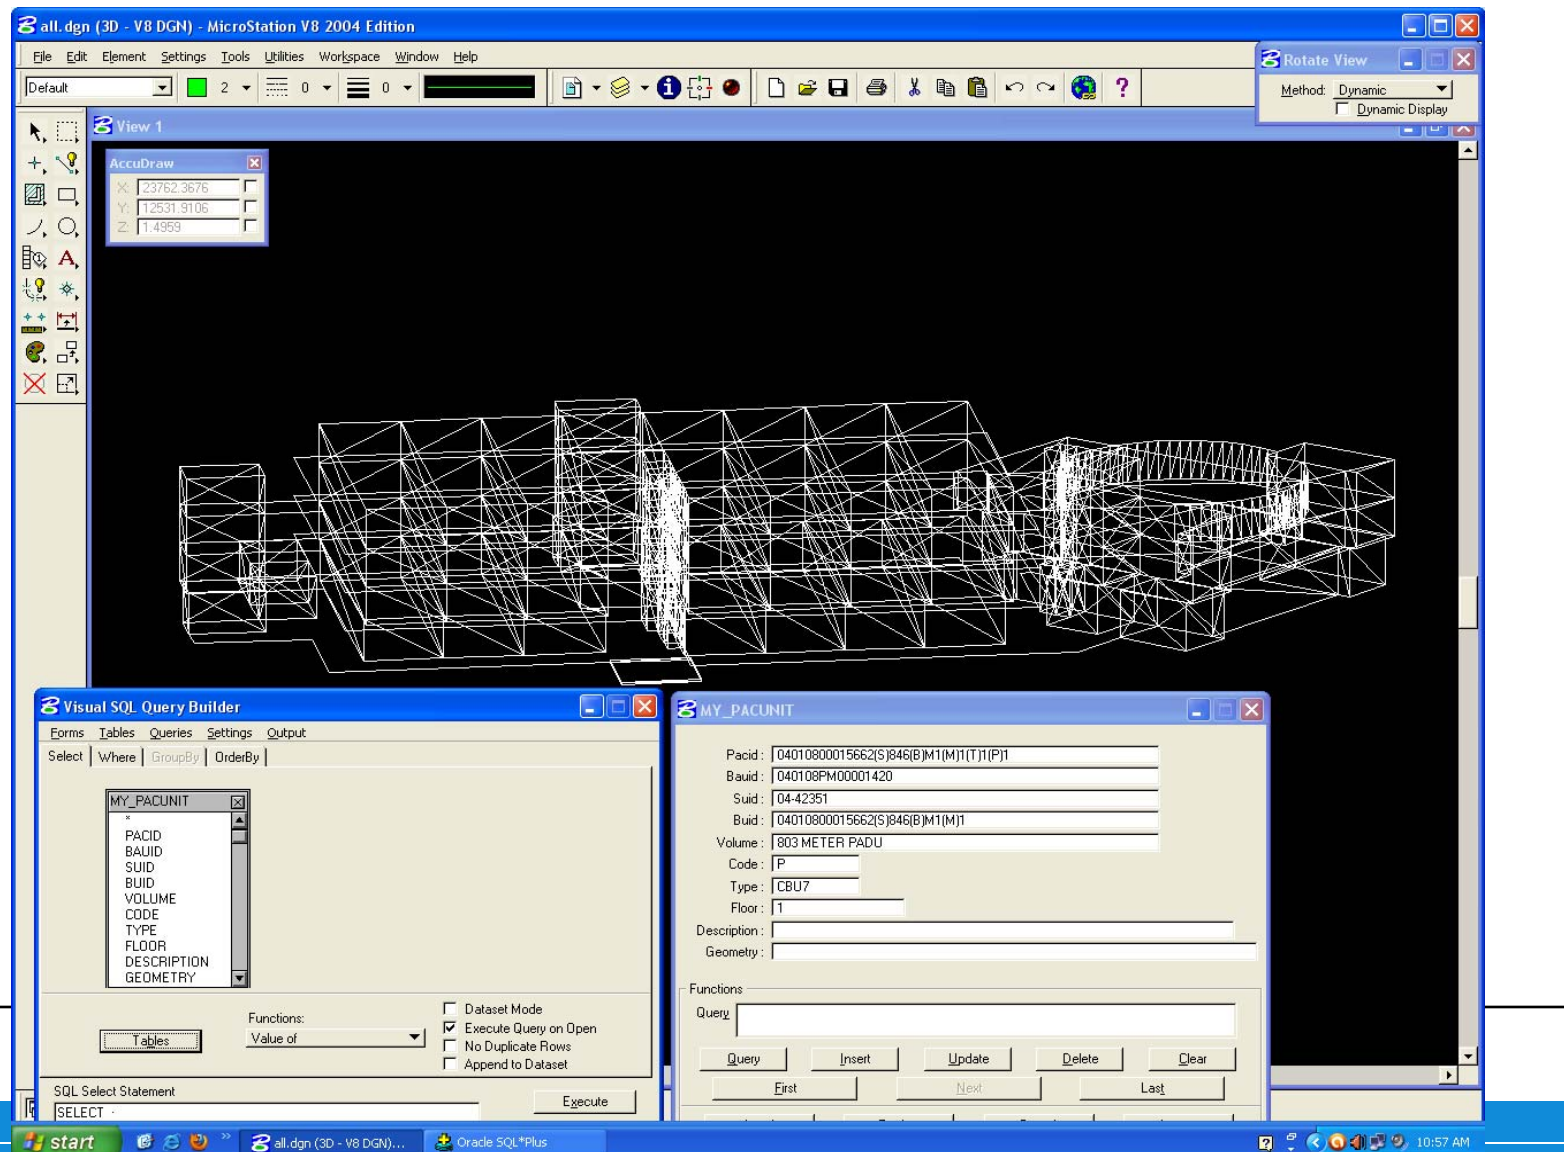 all.dgn (3D - V8 DGN) - MicroStation V8 2004 Edition
File Edit Element Settings Tools Utilities Workspace Window Help
Default 2 0 0
Rotate View
Method: Dynamic
Dynamic Display
View 1
AccuDraw
X: 23762.3676
Y: 12531.9106
Z: 1.4959
Visual SQL Query Builder
Forms Tables Queries Settings Output
Select Where GroupBy OrderBy
MY_PACUNIT
*
PACID
BAUID
SUID
BUID
VOLUME
CODE
TYPE
FLOOR
DESCRIPTION
GEOMETRY
Functions:
Value of
Tables
Dataset Mode
Execute Query on Open
No Duplicate Rows
Append to Dataset
SQL Select Statement
Execute
SELECT
MY_PACUNIT
Pacid : 04010800015662(S)846(B)M1(M)1(T)1(P)1
Bauid : 040108PM00001420
Suid : 04-42351
Buid : 04010800015662(S)846(B)M1(M)1
Volume : 803 METER PADU
Code : P
Type : CBU7
Floor : 1
Description :
Geometry :
Functions
Query
Query Insert Update Delete Clear
First Next Last
start all.dgn (3D - V8 DGN)... Oracle SQL*Plus 10:57 AM